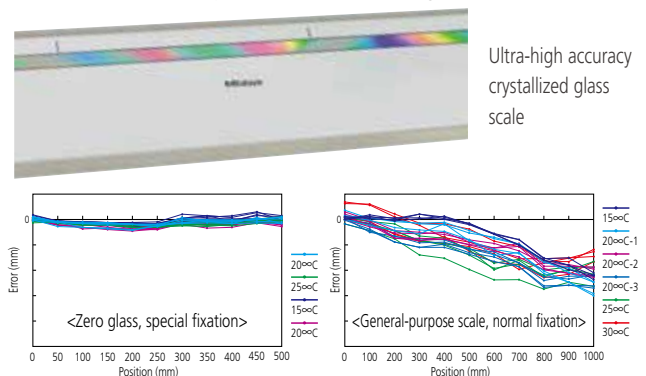 Ultra-high accuracy
crystallized glass
scale
0
Error (mm)
20∞C
25∞C
15∞C
20∞C
<Zero glass, special fixation>
0 50 100 150 200 250 300 350 400 450 500
Position (mm)
0
Error (mm)
15∞C
20∞C-1
20∞C-2
20∞C-3
25∞C
30∞C
<General-purpose scale, normal fixation>
0 100 200 300 400 500 600 700 800 900 1000
Position (mm)